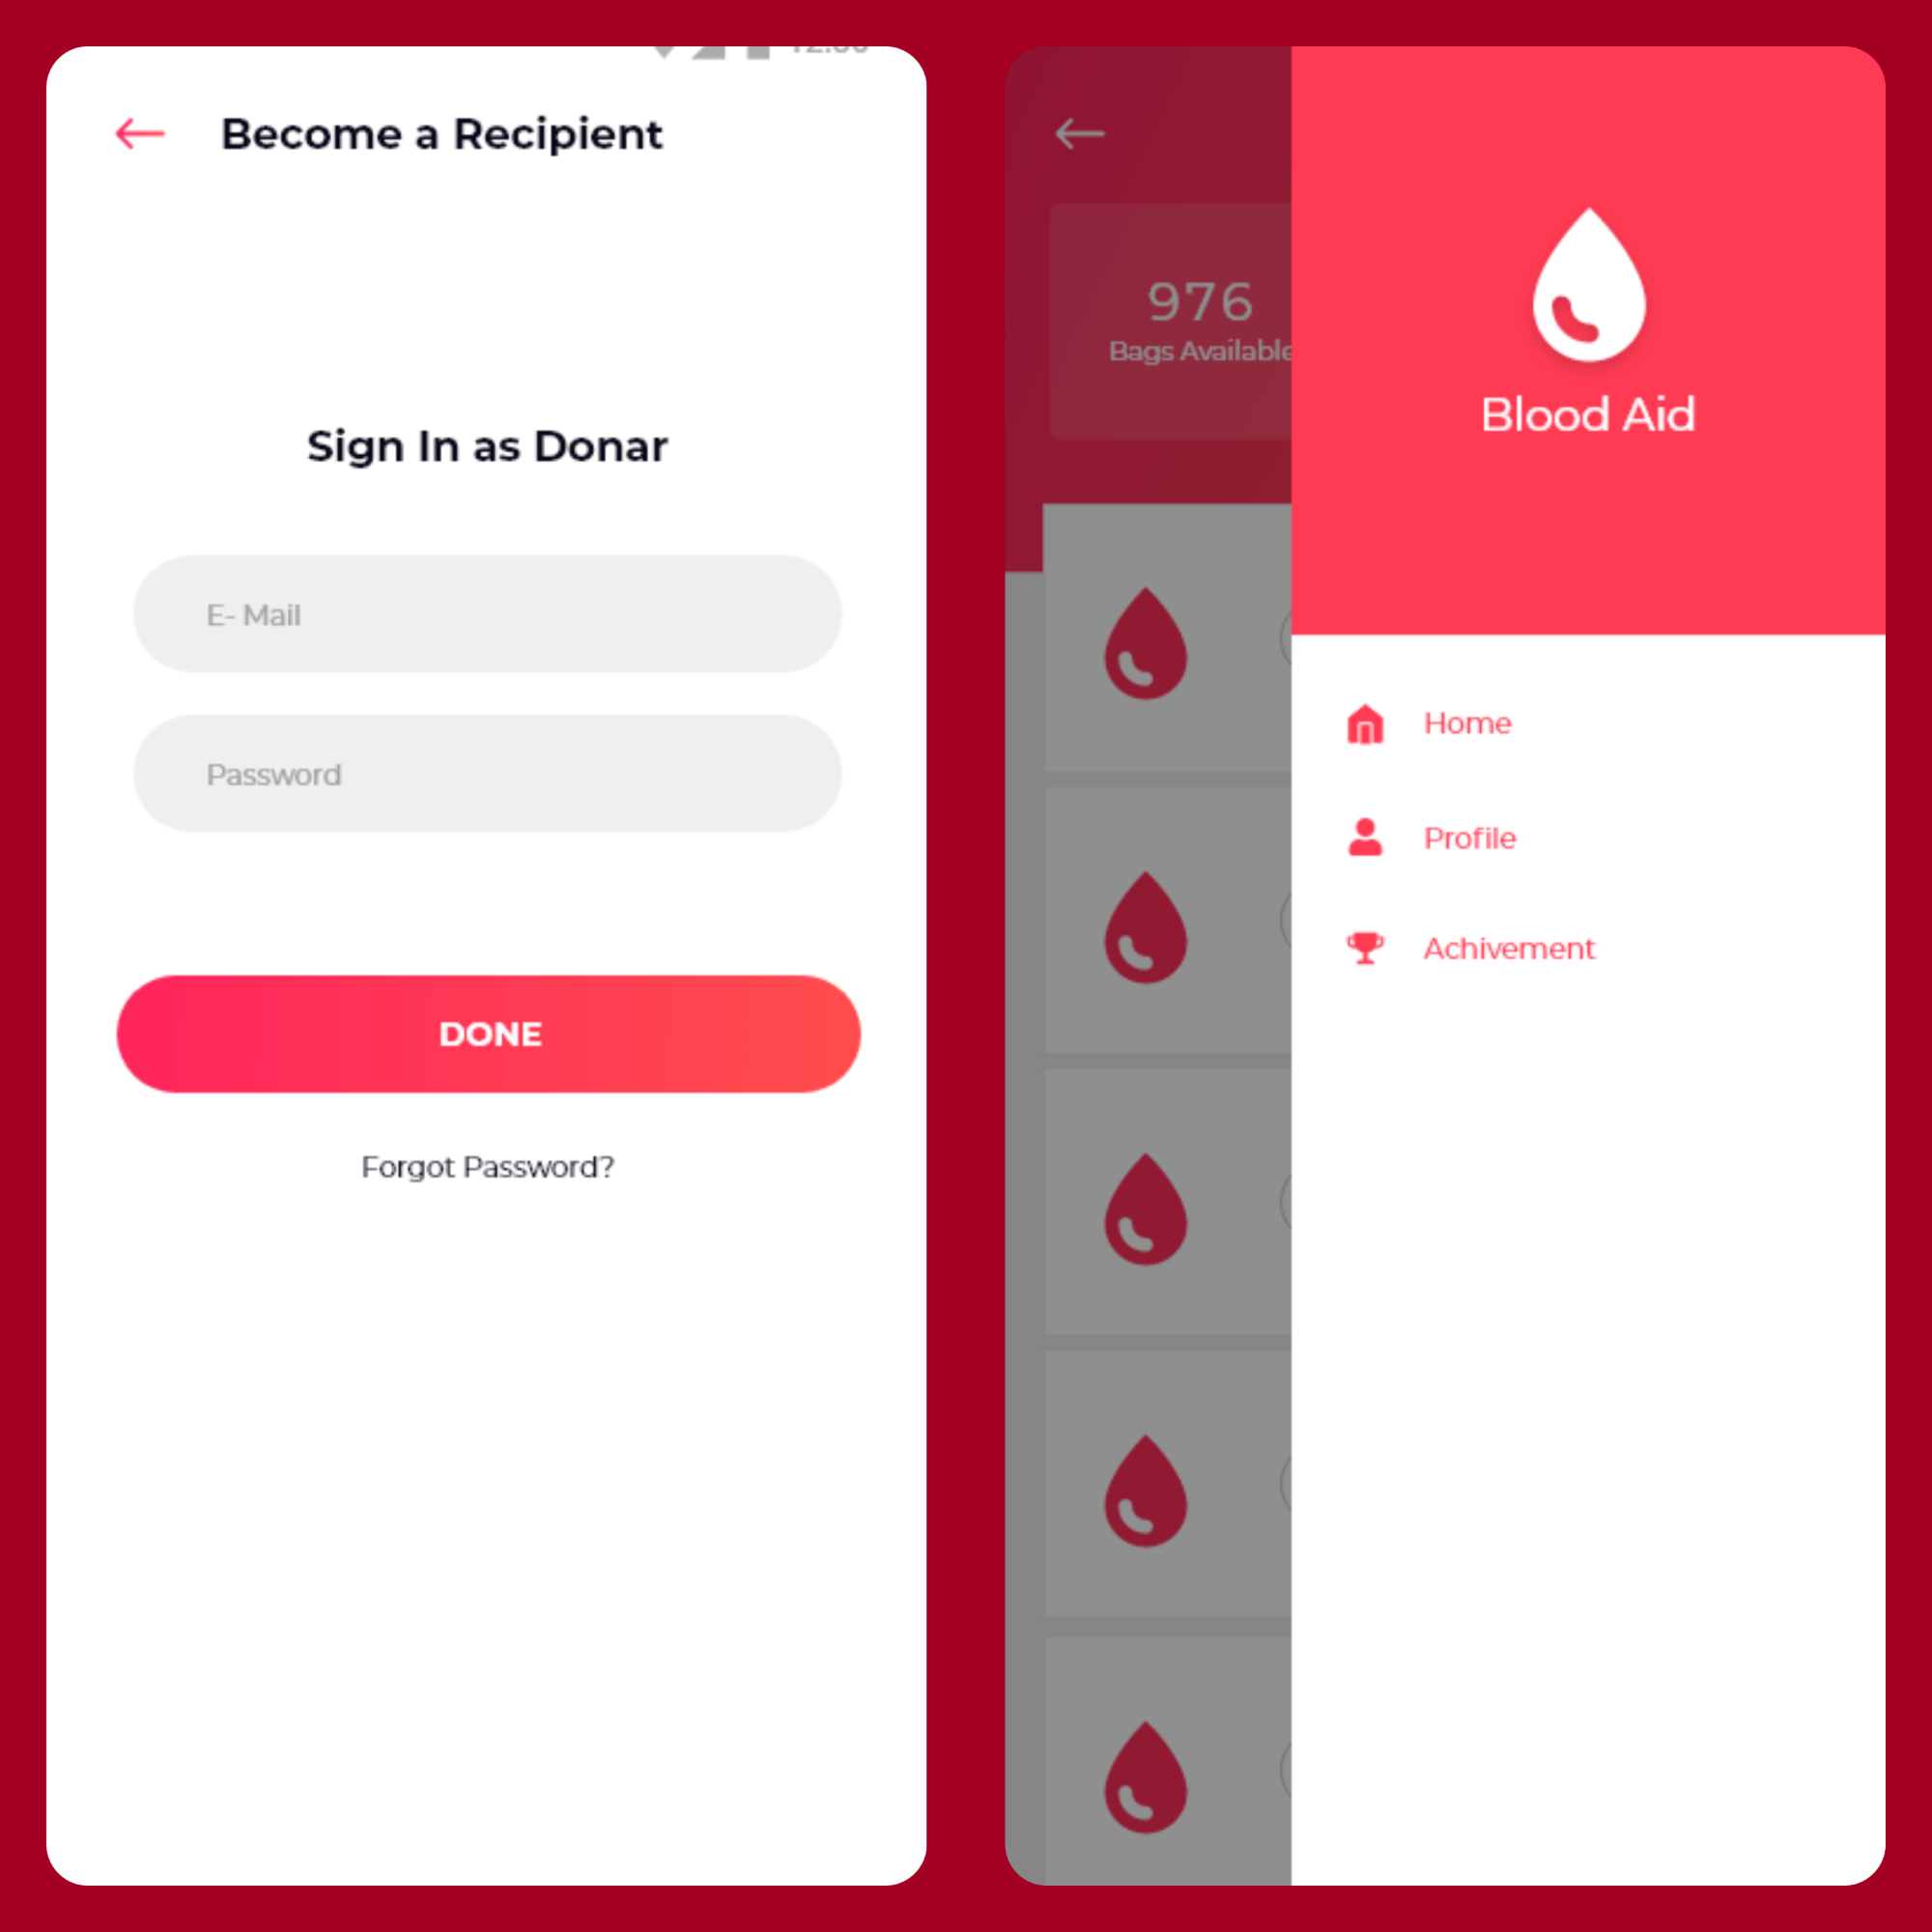 Become a Recipient
Sign In as Donar
E- Mail
Password
DONE
Forgot Password?
976
Bags Available
Blood Aid
Home
Profile
Achivement